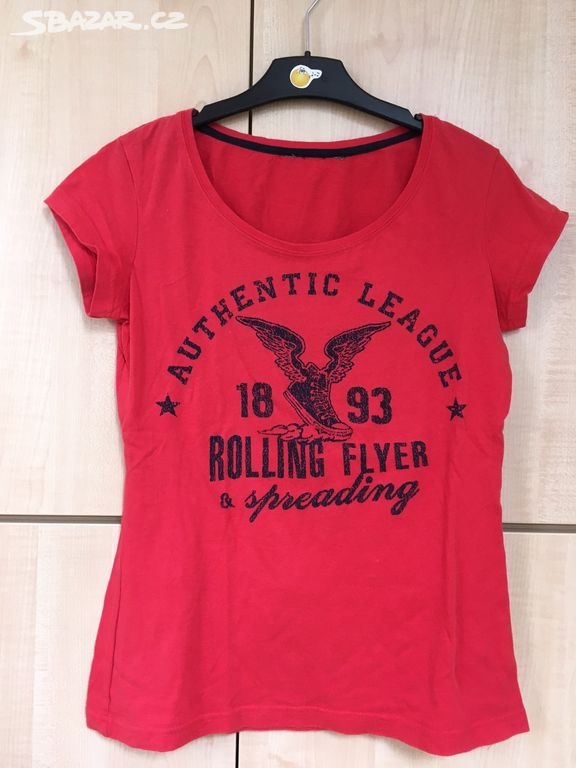 SBAZAR.CZ
AUTHENTIC LEAGUE
18 93
ROLLING FLYER
& spreading